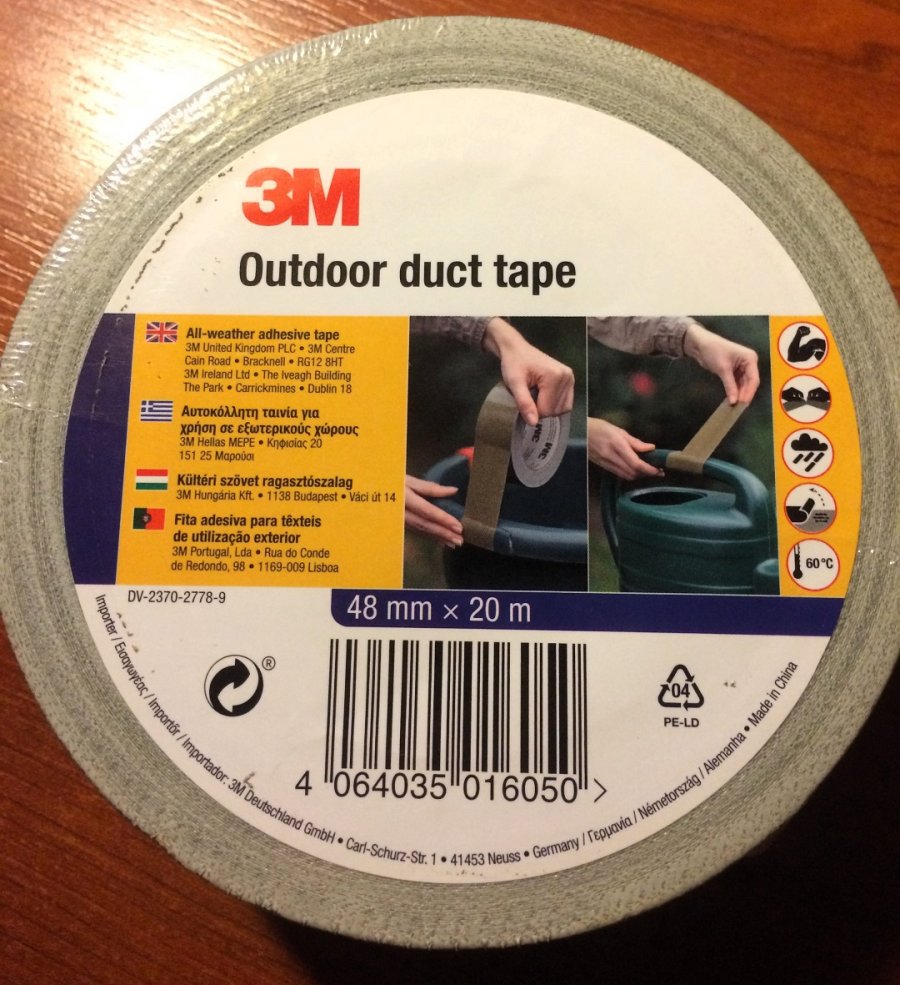 3M
Outdoor duct tape
All-weather adhesive tape
3M United Kingdom PLC • 3M Centre
Cain Road • Bracknell • RG12 8HT
3M Ireland Ltd • The Iveagh Building
The Park • Carrickmines • Dublin 18
Αυτοκόλλητη ταινία για
χρήση σε εξωτερικούς χώρους
3M Hellas ΜΕΡΕ • Κηφισίας 20
151 25 Μαρούσι
Kültéri szövet ragasztószalag
3M Hungária Kft. • 1138 Budapest • Váci út 14
Fita adesiva para têxteis
de utilização exterior
3M Portugal, Lda • Rua do Conde
de Redondo, 98 • 1169-009 Lisboa
3M
3M
60°C
DV-2370-2778-9
48 mm × 20 m
®
04
PE-LD
4 064035 016050 >
Importer / Εισαγωγέας / Importőr / Importador: 3M Deutschland GmbH • Carl-Schurz-Str. 1 • 41453 Neuss • Germany / Γερμανία / Németország / Alemanha • Made in China